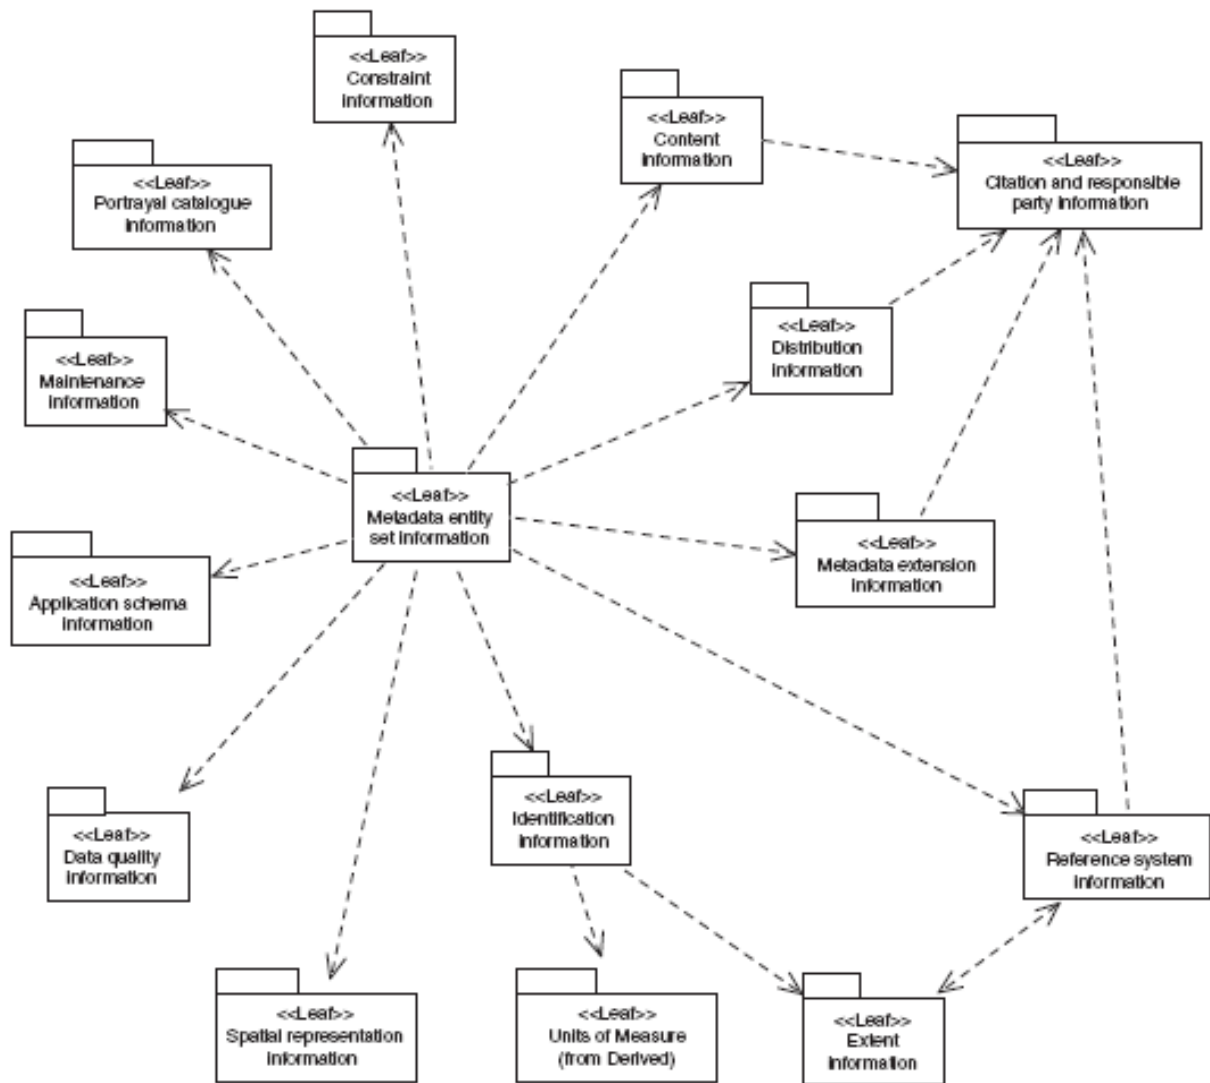 <<Leaf>>
Constraint
information
<<Leaf>>
Content
information
<<Leaf>>
Citation and responsible
party information
<<Leaf>>
Portrayal catalogue
information
<<Leaf>>
Distribution
information
<<Leaf>>
Maintenance
information
<<Leaf>>
Metadata entity
set information
<<Leaf>>
Metadata extension
information
<<Leaf>>
Application schema
information
<<Leaf>>
Identification
information
<<Leaf>>
Data quality
information
<<Leaf>>
Reference system
information
<<Leaf>>
Spatial representation
information
<<Leaf>>
Units of Measure
(from Derived)
<<Leaf>>
Extent
information